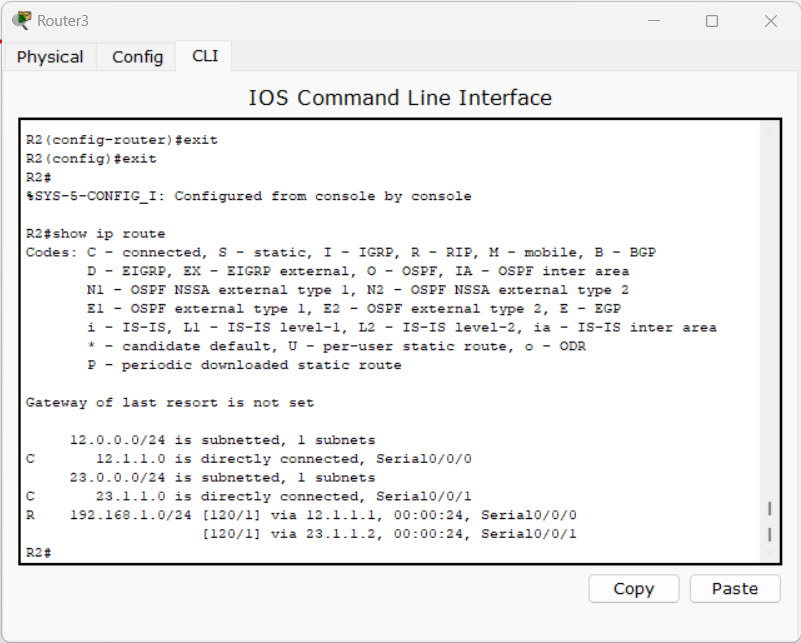 Router3
Physical Config CLI
IOS Command Line Interface
R2(config-router)#exit
R2(config)#exit
R2#
%SYS-5-CONFIG_I: Configured from console by console
R2#show ip route
Codes: C - connected, S - static, I - IGRP, R - RIP, M - mobile, B - BGP
D - EIGRP, EX - EIGRP external, O - OSPF, IA - OSPF inter area
N1 - OSPF NSSA external type 1, N2 - OSPF NSSA external type 2
E1 - OSPF external type 1, E2 - OSPF external type 2, E - EGP
i - IS-IS, L1 - IS-IS level-1, L2 - IS-IS level-2, ia - IS-IS inter area
* - candidate default, U - per-user static route, o - ODR
P - periodic downloaded static route
Gateway of last resort is not set
12.0.0.0/24 is subnetted, 1 subnets
C 12.1.1.0 is directly connected, Serial0/0/0
23.0.0.0/24 is subnetted, 1 subnets
C 23.1.1.0 is directly connected, Serial0/0/1
R 192.168.1.0/24 [120/1] via 12.1.1.1, 00:00:24, Serial0/0/0
[120/1] via 23.1.1.2, 00:00:24, Serial0/0/1
R2#
Copy Paste